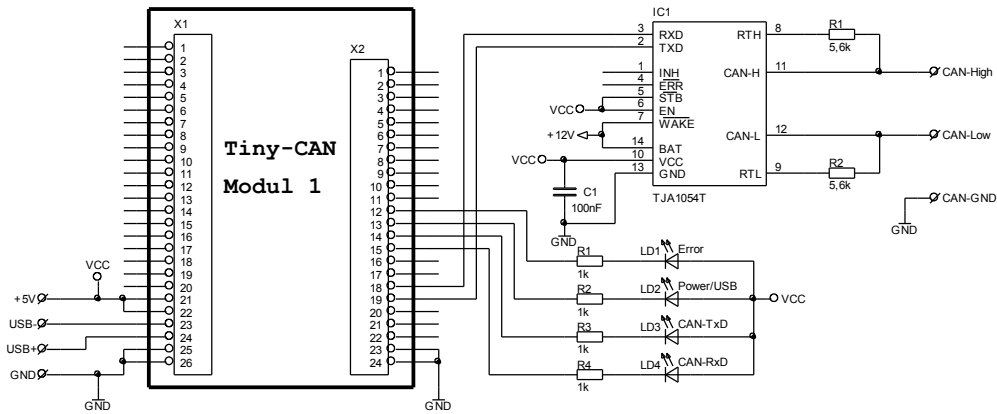 X1
1
2
3
4
5
6
7
8
9
10
11
12
13
14
15
16
17
18
19
20
21
22
23
24
25
26
VCC
+5V
USB-
USB+
GND
GND
Tiny-CAN
Modul 1
X2
1
2
3
4
5
6
7
8
9
10
11
12
13
14
15
16
17
18
19
20
21
22
23
24
GND
IC1
3 RXD RTH 8
2 TXD
1 INH CAN-H 11
4 ERR
5 STB
6 EN
7 WAKE CAN-L 12
14 BAT
10 VCC
13 GND RTL 9
TJA1054T
VCC
+12V
VCC
C1
100nF
GND
R1
5,6k
CAN-High
CAN-Low
R2
5,6k
CAN-GND
GND
R1 LD1 Error
1k
R2 LD2 Power/USB
1k
VCC
R3 LD3 CAN-TxD
1k
R4 LD4 CAN-RxD
1k